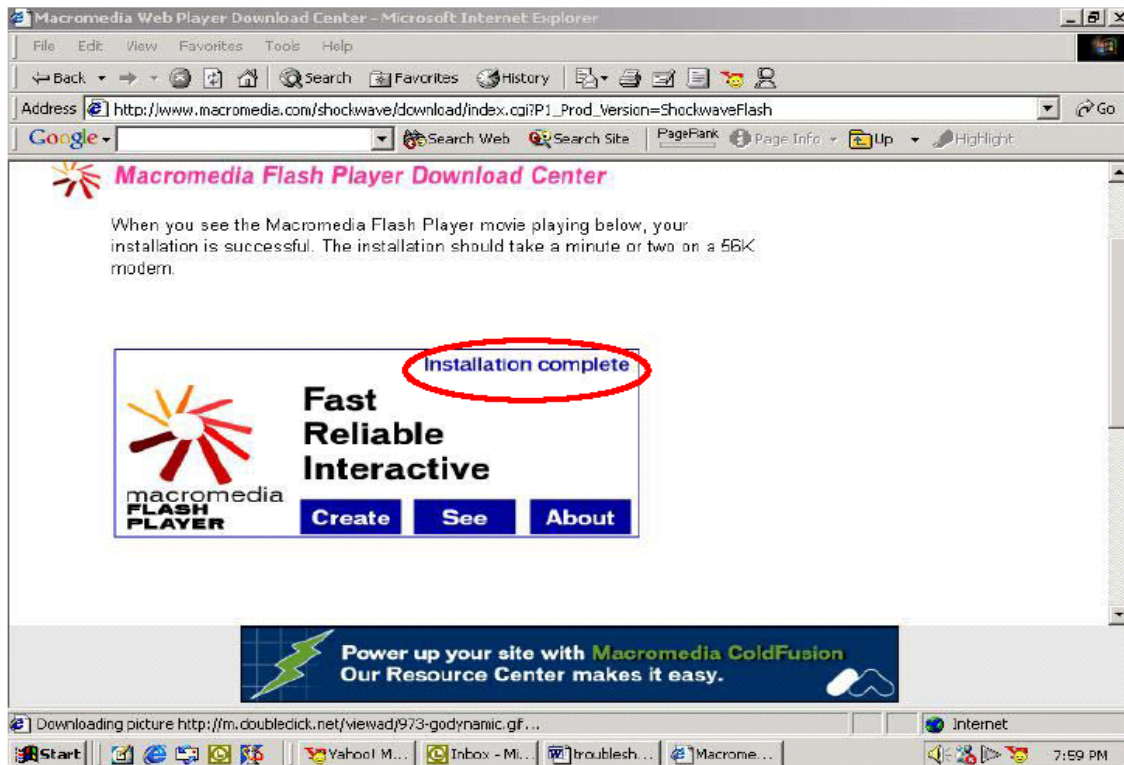 Macromedia Web Player Download Center - Microsoft Internet Explorer
File Edit View Favorites Tools Help
Back Search Favorites History
Address http://www.macromedia.com/shockwave/download/index.cgi?P1_Prod_Version=ShockwaveFlash Go
Google Search Web Search Site PageRank Page Info Up Highlight
Macromedia Flash Player Download Center
When you see the Macromedia Flash Player movie playing below, your
installation is successful. The installation should take a minute or two on a 56K
modem.
Installation complete
Fast
Reliable
Interactive
macromedia
FLASH
PLAYER
Create See About
Power up your site with Macromedia ColdFusion
Our Resource Center makes it easy.
Downloading picture http://m.doubleclick.net/viewad/973-godynamic.gif... Internet
Start Yahoo! M... Inbox - Mi... troublesh... Macrome... 7:59 PM